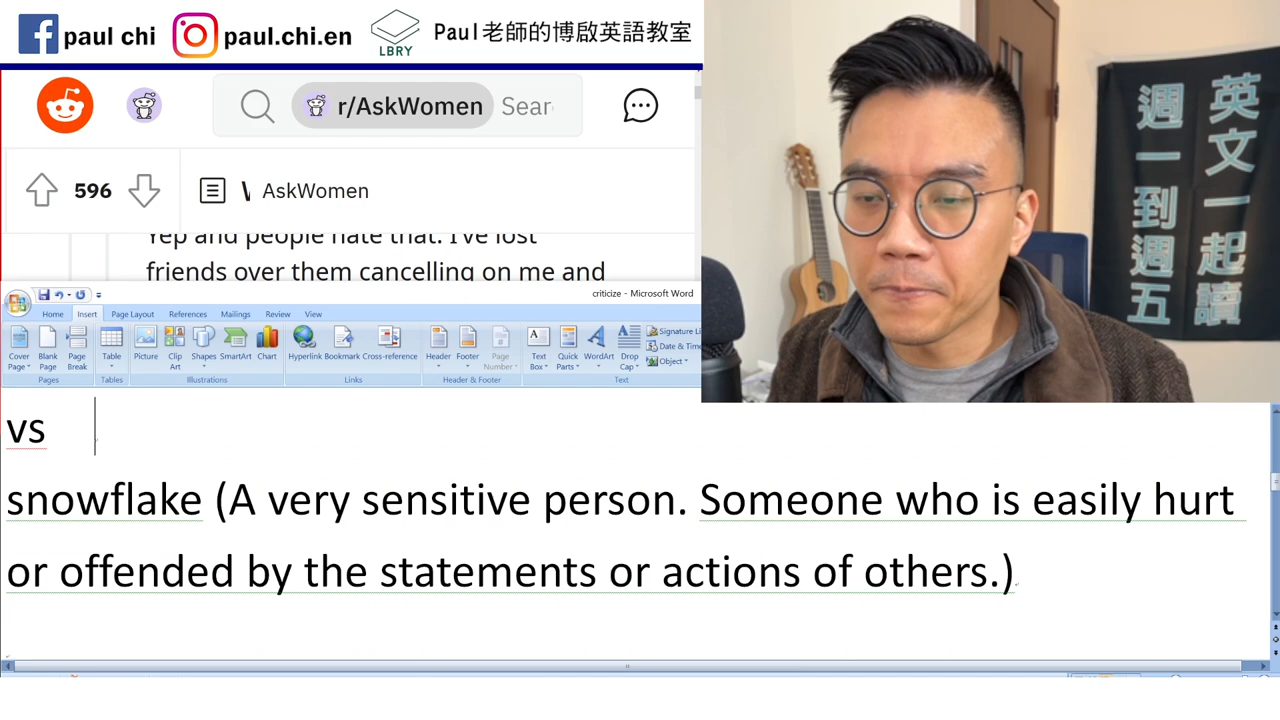 paul chi
paul.chi.en
LBRY
Paul老師的博啟英語教室
r/AskWomen
Sear
596
AskWomen
Yep and people hate that. I've lost
friends over them cancelling on me and
criticize - Microsoft Word
Home Insert Page Layout References Mailings Review View
Cover Page Blank Page Page Break Table Picture Clip Art Shapes SmartArt Chart Hyperlink Bookmark Cross-reference Header Footer Page Number Text Box Quick Parts WordArt Drop Cap
Signature Li
Date & Time
Object
Pages Tables Illustrations Links Header & Footer Text
vs
snowflake (A very sensitive person. Someone who is easily hurt
or offended by the statements or actions of others.)
英文一起讀
週一到週五